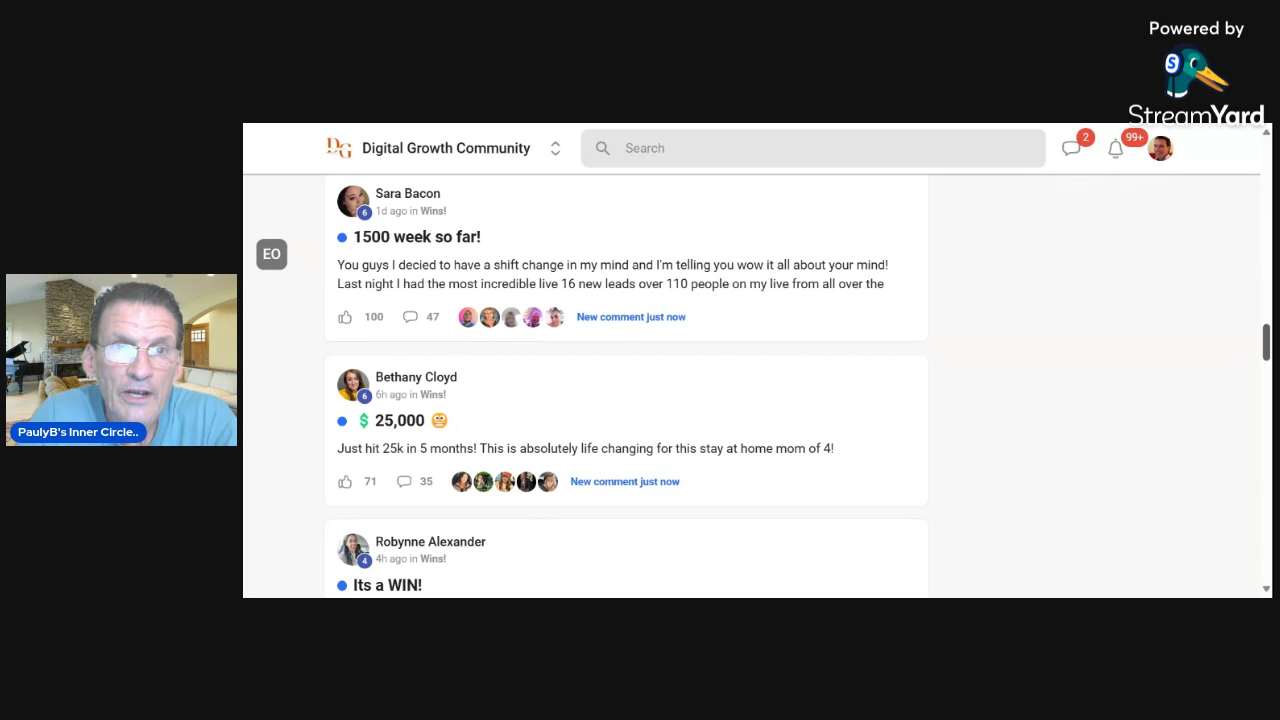 Powered by
S
StreamYard
DG Digital Growth Community
Search
2
99+
Sara Bacon
6
1d ago in Wins!
EO
1500 week so far!
You guys I decied to have a shift change in my mind and I'm telling you wow it all about your mind!
Last night I had the most incredible live 16 new leads over 110 people on my live from all over the
100 47 New comment just now
Bethany Cloyd
6
6h ago in Wins!
$ 25,000
Just hit 25k in 5 months! This is absolutely life changing for this stay at home mom of 4!
71 35 New comment just now
Robynne Alexander
4
4h ago in Wins!
Its a WIN!
PaulyB's Inner Circle..